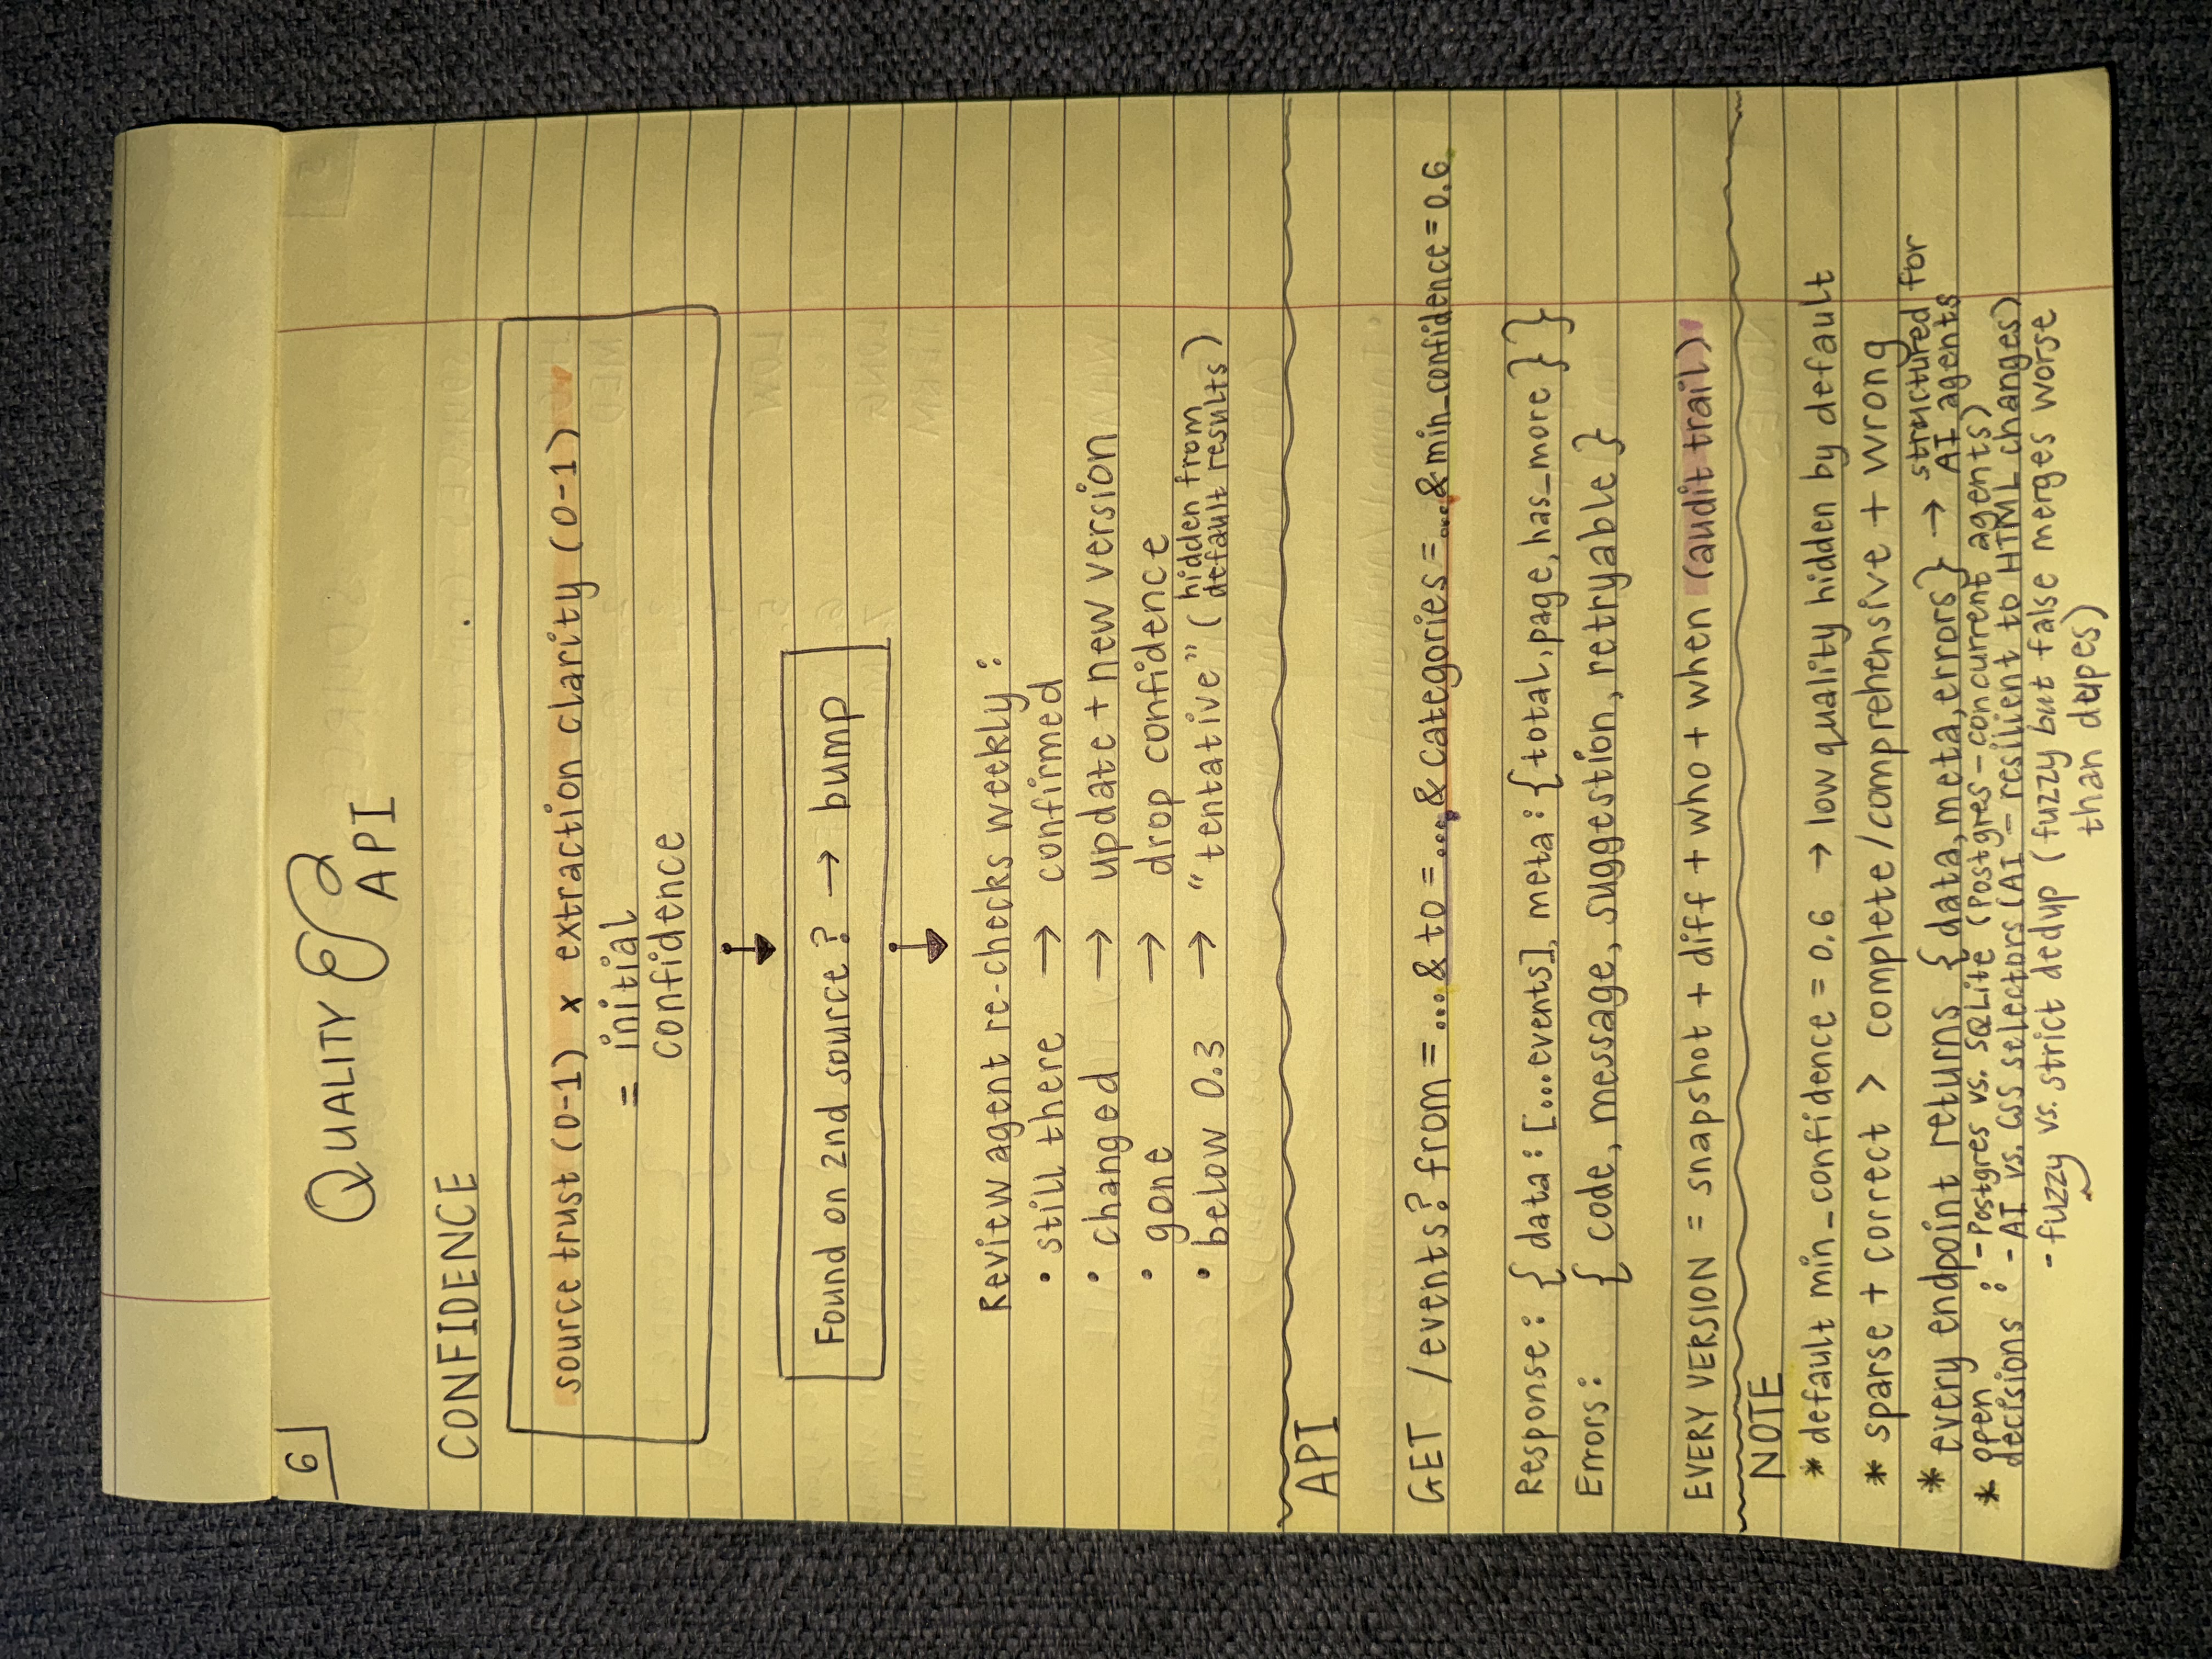 6
QUALITY &
API
CONFIDENCE
source trust (0-1) x extraction clarity (0-1)
= initial
confidence
Found on 2nd source? → bump
Review agent re-checks weekly:
• still there → confirmed
• changed → update + new version
• gone → drop confidence
• below 0.3 → "tentative" (hidden from
default results)
API
GET /events?from=...&to=...&categories=...&min_confidence=0.6
Response: { data: [...events], meta: {total, page, has_more } }
Errors: { code, message, suggestion, retryable }
EVERY VERSION = snapshot + diff + who + when (audit trail)
NOTE
* default min_confidence = 0.6 → low quality hidden by default
* sparse + correct > complete/comprehensive + wrong
* every endpoint returns {data, meta, errors} → structured for
AI agents
* open decisions: - Postgres vs. SQLite (Postgres - concurrent agents)
- AI vs. CSS selectors (AI - resilient to HTML changes)
- fuzzy vs. strict dedup (fuzzy but false merges worse
than dupes)